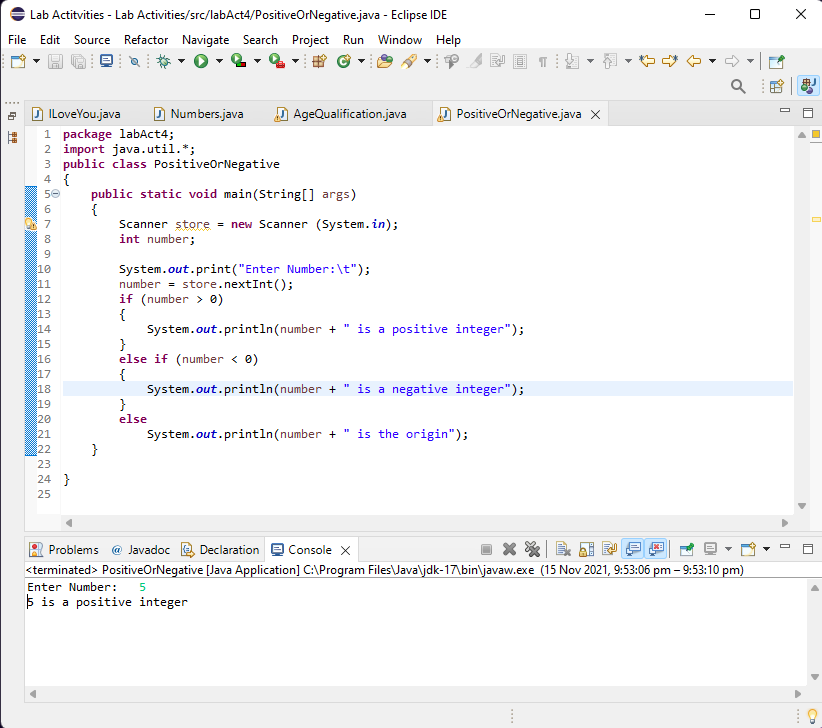 Lab Actitvities - Lab Activities/src/labAct4/PositiveOrNegative.java - Eclipse IDE
File Edit Source Refactor Navigate Search Project Run Window Help
ILoveYou.java Numbers.java AgeQualification.java PositiveOrNegative.java
1 package labAct4;
2 import java.util.*;
3 public class PositiveOrNegative
4 {
5 public static void main(String[] args)
6 {
7 Scanner store = new Scanner (System.in);
8 int number;
9
10 System.out.print("Enter Number:\t");
11 number = store.nextInt();
12 if (number > 0)
13 {
14 System.out.println(number + " is a positive integer");
15 }
16 else if (number < 0)
17 {
18 System.out.println(number + " is a negative integer");
19 }
20 else
21 System.out.println(number + " is the origin");
22 }
23
24 }
25
Problems @ Javadoc Declaration Console
<terminated> PositiveOrNegative [Java Application] C:\Program Files\Java\jdk-17\bin\javaw.exe (15 Nov 2021, 9:53:06 pm – 9:53:10 pm)
Enter Number: 5
5 is a positive integer